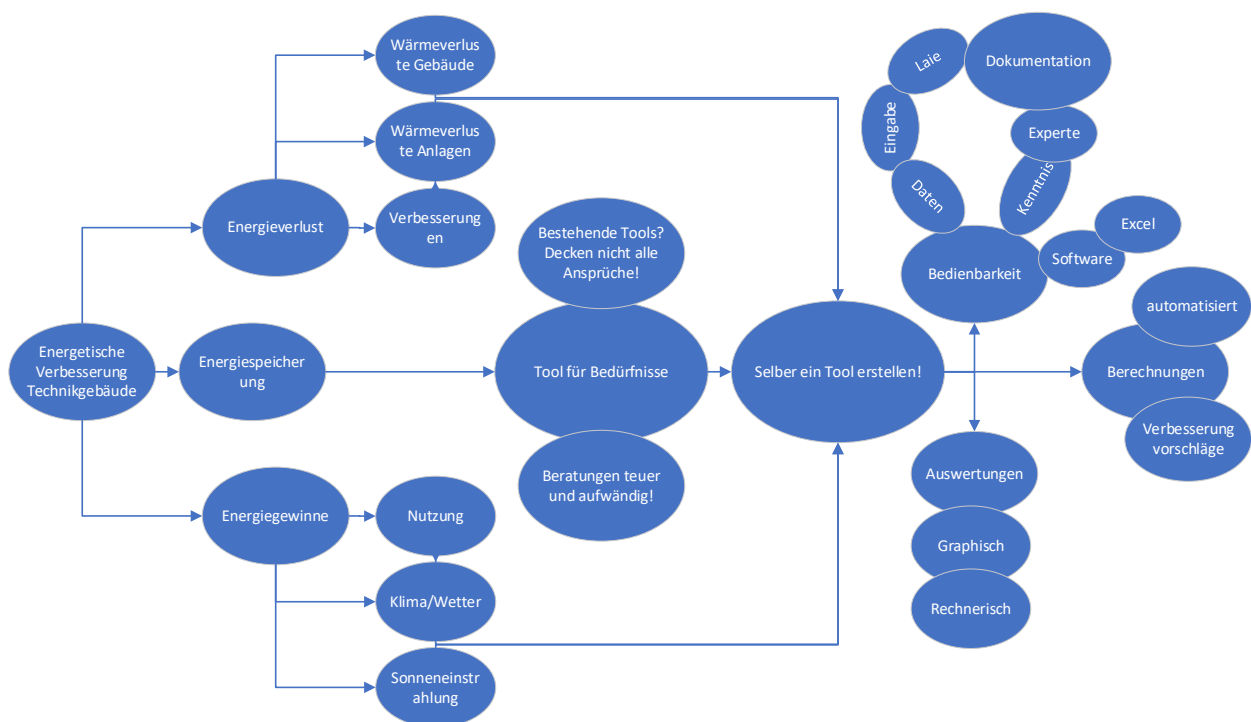 Wärmeverlus
te Gebäude
Wärmeverlus
te Anlagen
Energieverlust
Verbesserung
en
Energetische
Verbesserung
Technikgebäude
Energiespeicher
ung
Energiegewinne
Nutzung
Klima/Wetter
Sonneneinstr
ahlung
Bestehende Tools?
Decken nicht alle
Ansprüche!
Tool für Bedürfnisse
Beratungen teuer
und aufwändig!
Selber ein Tool erstellen!
Laie
Dokumentation
Eingabe
Experte
Daten
Kenntnis
Bedienbarkeit
Software
Excel
automatisiert
Berechnungen
Verbesserung
vorschläge
Auswertungen
Graphisch
Rechnerisch